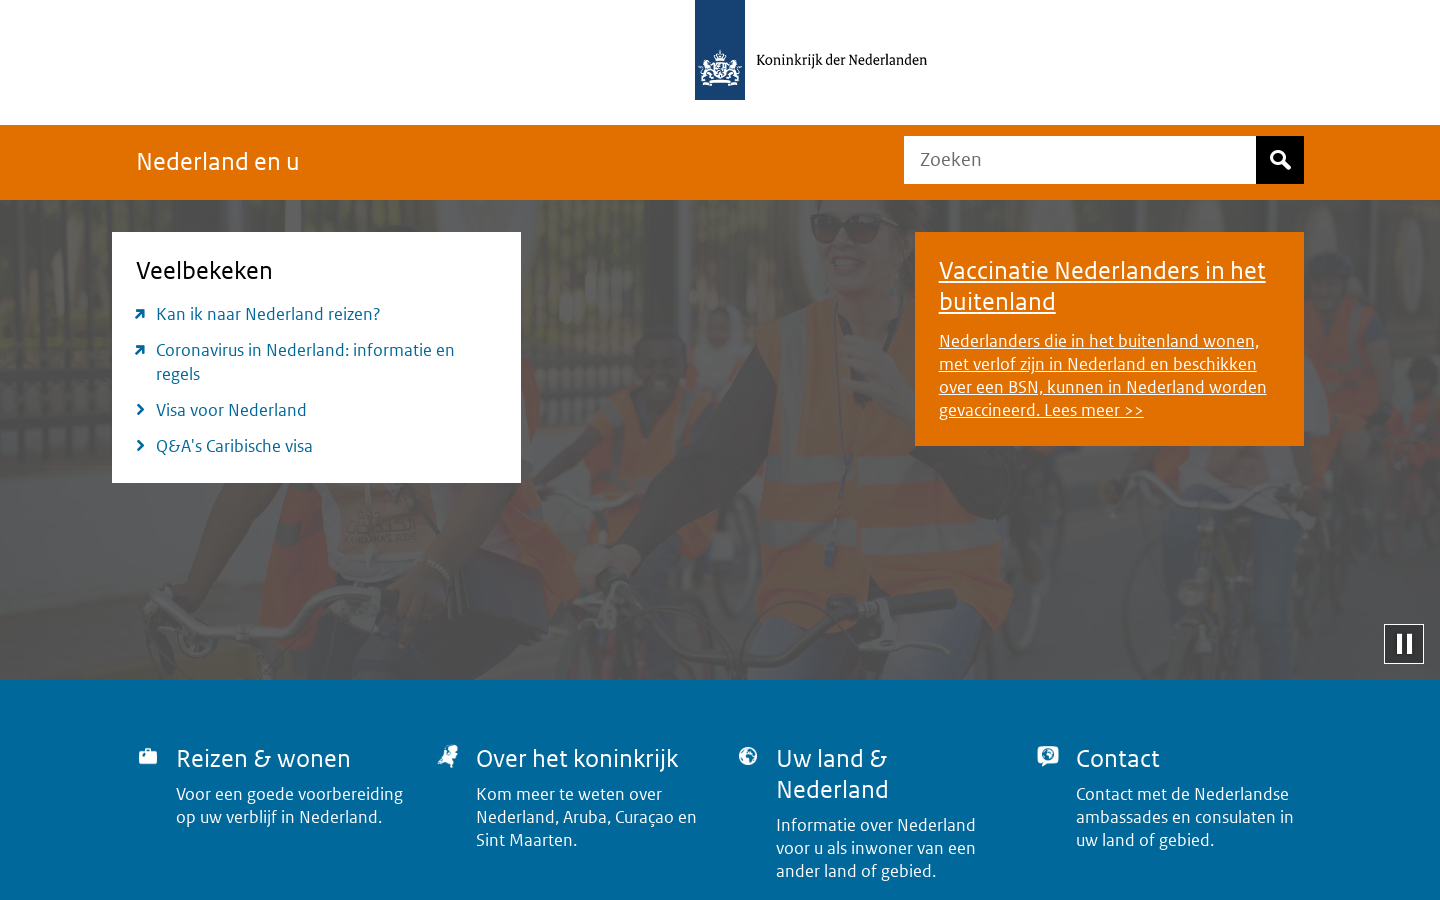 Koninkrijk der Nederlanden
Nederland en u
Zoeken
Veelbekeken
Kan ik naar Nederland reizen?
Coronavirus in Nederland: informatie en
regels
Visa voor Nederland
Q&A's Caribische visa
Vaccinatie Nederlanders in het
buitenland
Nederlanders die in het buitenland wonen,
met verlof zijn in Nederland en beschikken
over een BSN, kunnen in Nederland worden
gevaccineerd. Lees meer >>
Reizen & wonen
Voor een goede voorbereiding
op uw verblijf in Nederland.
Over het koninkrijk
Kom meer te weten over
Nederland, Aruba, Curaçao en
Sint Maarten.
Uw land &
Nederland
Informatie over Nederland
voor u als inwoner van een
ander land of gebied.
Contact
Contact met de Nederlandse
ambassades en consulaten in
uw land of gebied.